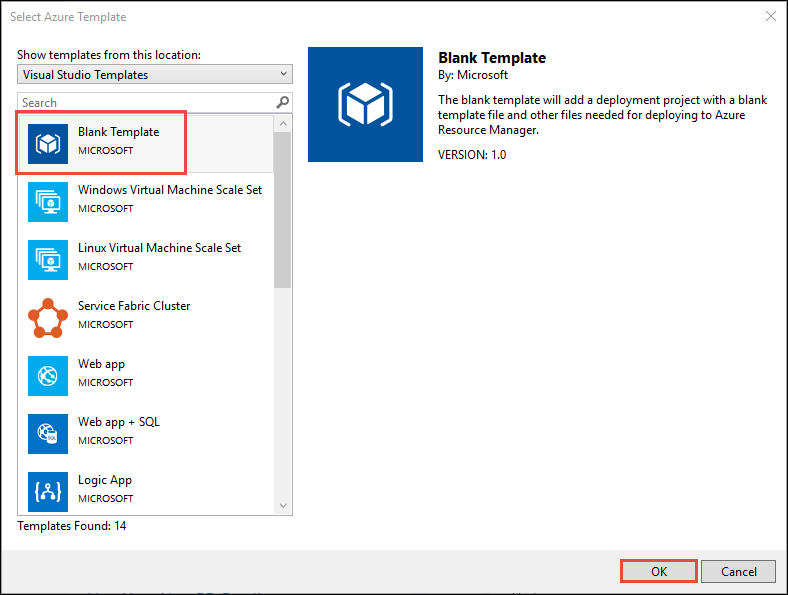 Select Azure Template
Show templates from this location:
Visual Studio Templates
Search
Blank Template
MICROSOFT
Windows Virtual Machine Scale Set
MICROSOFT
Linux Virtual Machine Scale Set
MICROSOFT
Service Fabric Cluster
MICROSOFT
Web app
MICROSOFT
Web app + SQL
MICROSOFT
SQL
Logic App
MICROSOFT
Templates Found: 14
Blank Template
By: Microsoft
The blank template will add a deployment project with a blank
template file and other files needed for deploying to Azure
Resource Manager.
VERSION: 1.0
OK
Cancel